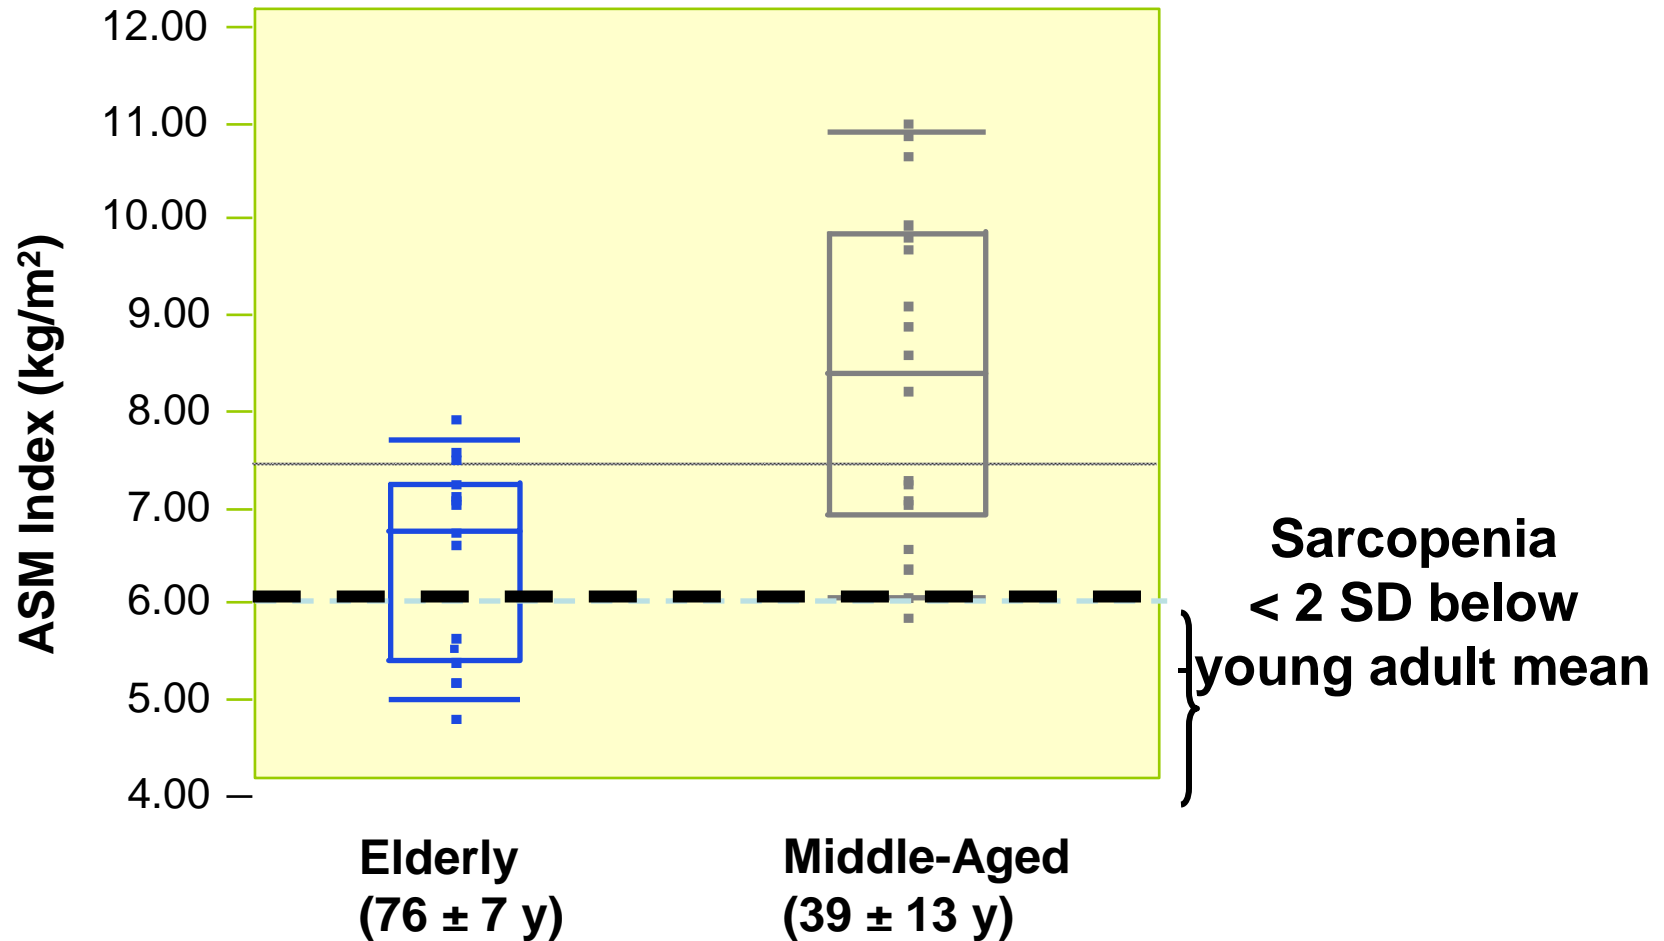 12.00
11.00
10.00
9.00
8.00
7.00
6.00
5.00
4.00
ASM Index (kg/m²)
Sarcopenia
< 2 SD below
young adult mean
Elderly
(76 ± 7 y)
Middle-Aged
(39 ± 13 y)